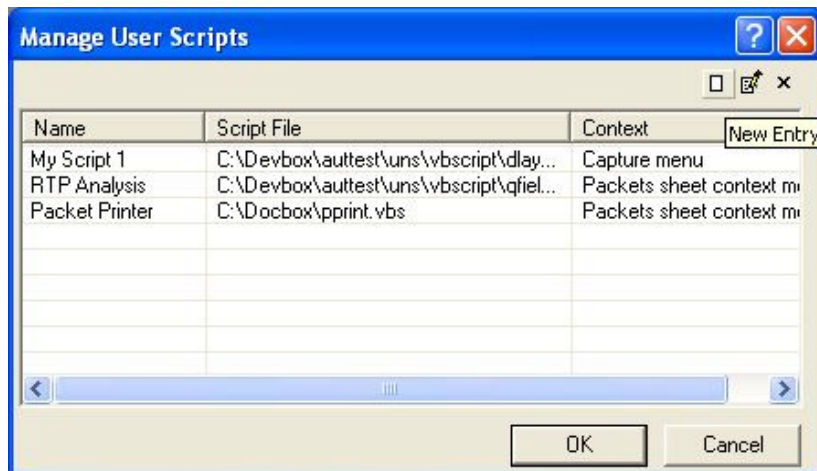 Manage User Scripts
New Entry
Name Script File Context
My Script 1 C:\Devbox\auttest\uns\vbscript\dlay... Capture menu
RTP Analysis C:\Devbox\auttest\uns\vbscript\qfiel... Packets sheet context m
Packet Printer C:\Docbox\pprint.vbs Packets sheet context m
OK Cancel